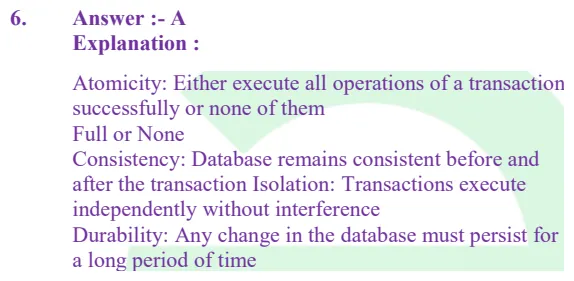 6. Answer :- A
Explanation :
Atomicity: Either execute all operations of a transaction
successfully or none of them
Full or None
Consistency: Database remains consistent before and
after the transaction Isolation: Transactions execute
independently without interference
Durability: Any change in the database must persist for
a long period of time